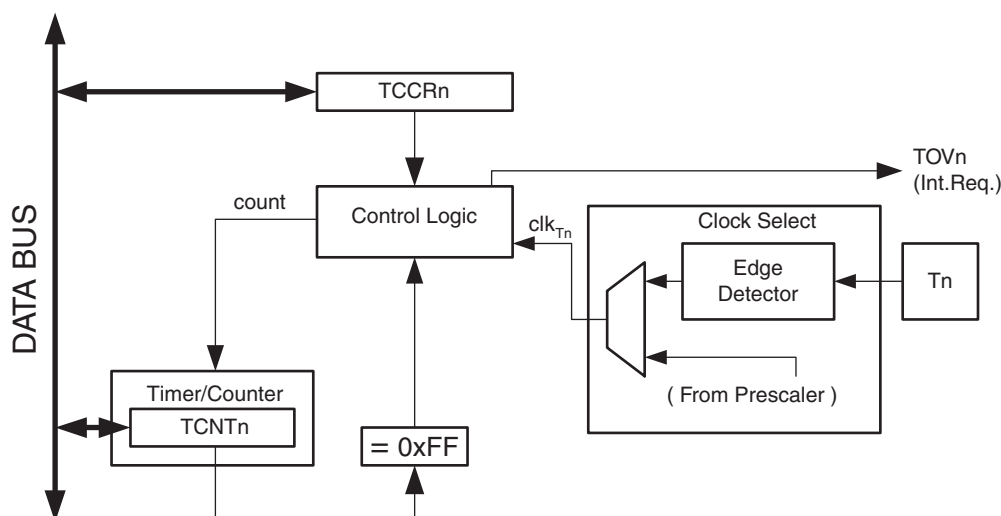 TCCRn
TOVn
(Int.Req.)
count
Control Logic
clkTn
Clock Select
Edge
Detector
Tn
DATA BUS
( From Prescaler )
Timer/Counter
TCNTn
= 0xFF